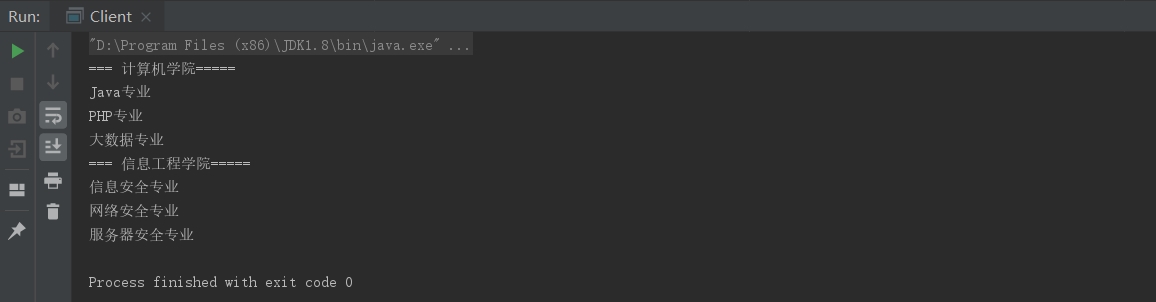 Run: Client
"D:\Program Files (x86)\JDK1.8\bin\java.exe" ...
=== 计算机学院=====
Java专业
PHP专业
大数据专业
=== 信息工程学院=====
信息安全专业
网络安全专业
服务器安全专业
Process finished with exit code 0